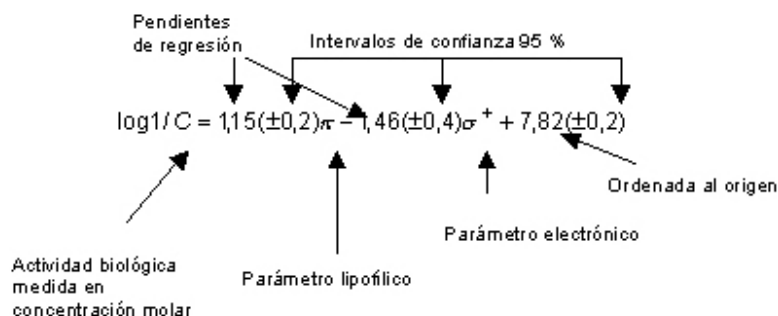 Pendientes
de regresión
Intervalos de confianza 95 %
log1/C = 1,15(±0,2)π − 1,46(±0,4)σ⁺ + 7,82(±0,2)
Ordenada al origen
Parámetro electrónico
Actividad biológica
medida en
concentración molar
Parámetro lipofílico